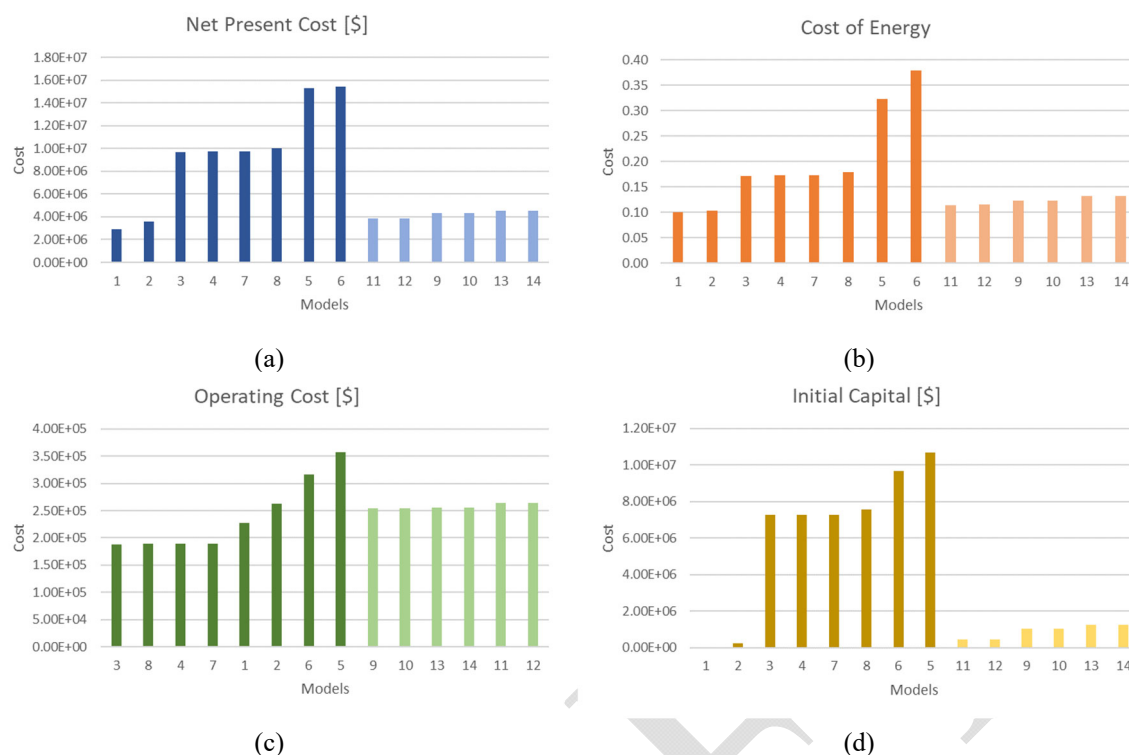 Net Present Cost [$]
1.80E+07
1.60E+07
1.40E+07
1.20E+07
1.00E+07
8.00E+06
6.00E+06
4.00E+06
2.00E+06
0.00E+00
Cost
1 2 3 4 7 8 5 6 11 12 9 10 13 14
Models
(a)
Cost of Energy
0.40
0.35
0.30
0.25
0.20
0.15
0.10
0.05
0.00
Cost
1 2 3 4 7 8 5 6 11 12 9 10 13 14
Models
(b)
Operating Cost [$]
4.00E+05
3.50E+05
3.00E+05
2.50E+05
2.00E+05
1.50E+05
1.00E+05
5.00E+04
0.00E+00
Cost
3 8 4 7 1 2 6 5 9 10 13 14 11 12
Models
(c)
Initial Capital [$]
1.20E+07
1.00E+07
8.00E+06
6.00E+06
4.00E+06
2.00E+06
0.00E+00
Cost
1 2 3 4 7 8 6 5 11 12 9 10 13 14
Models
(d)